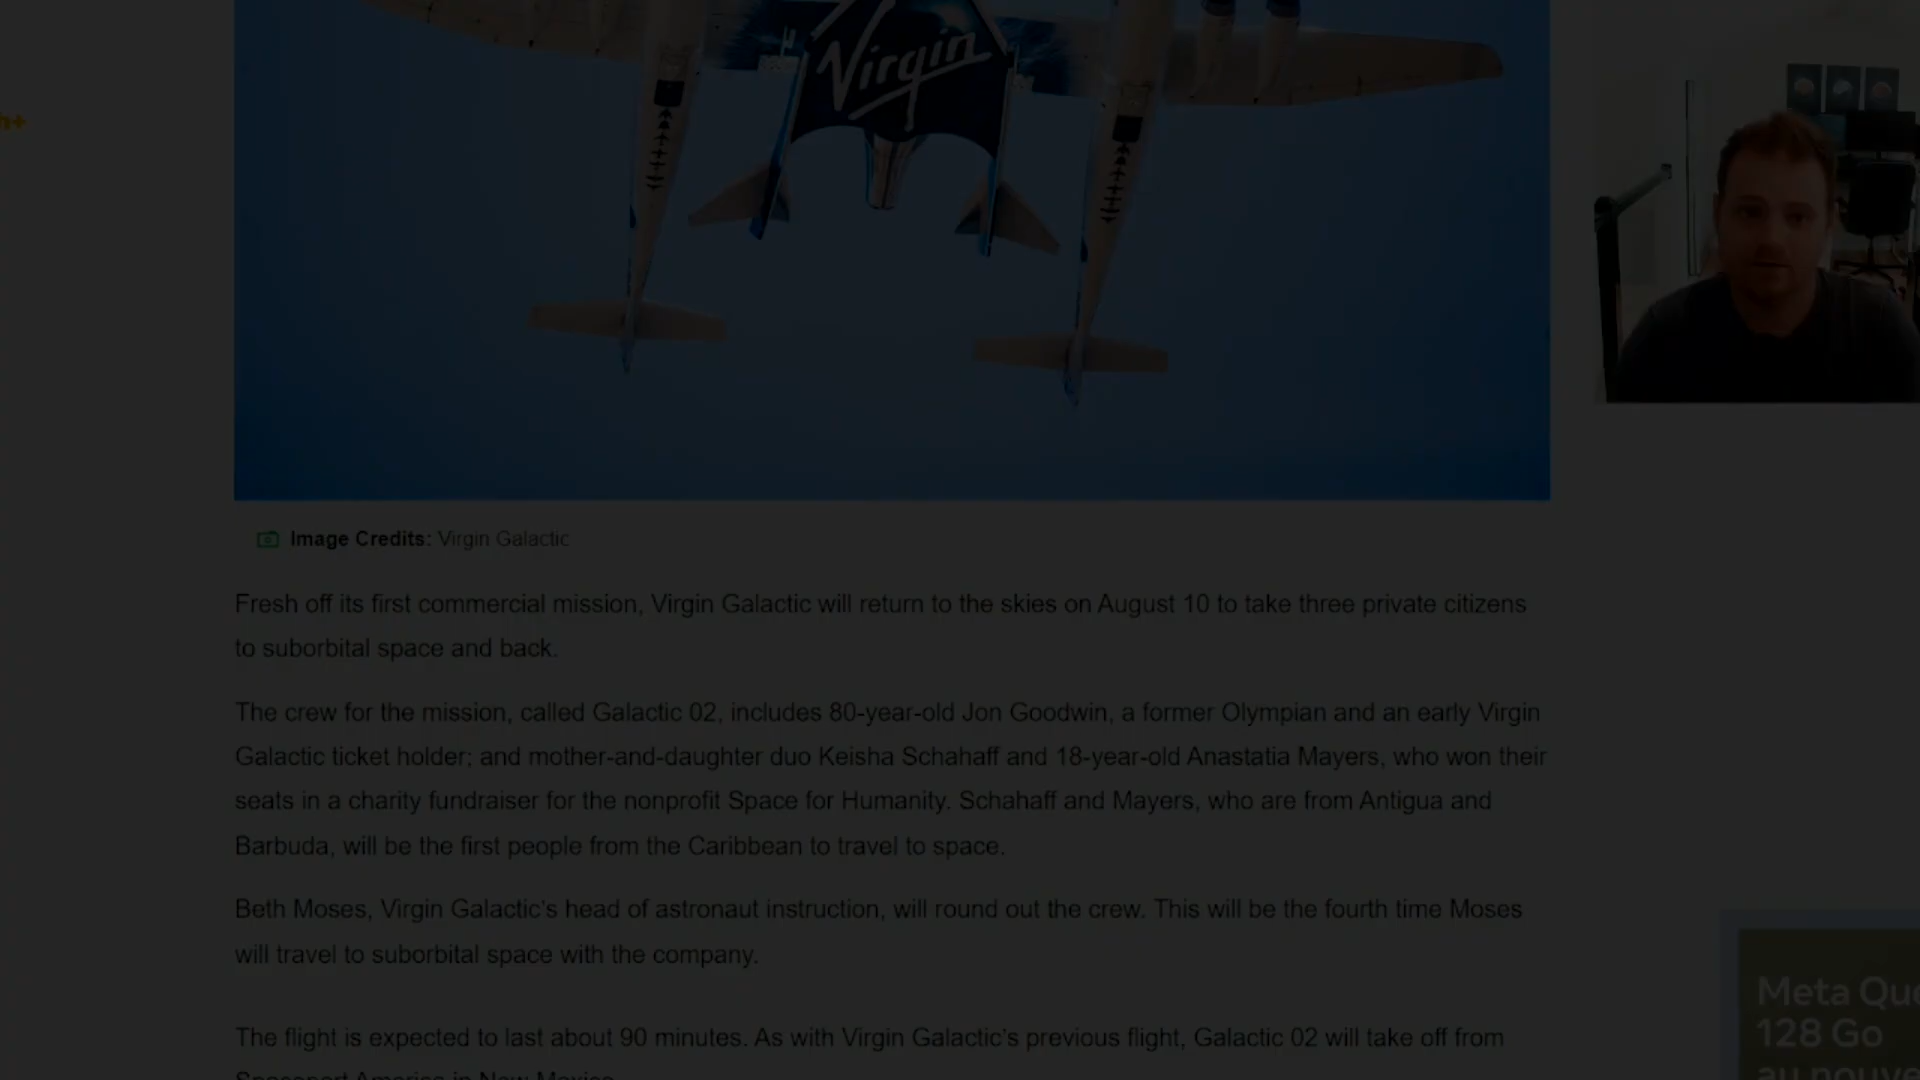 Virgin
h+
Image Credits: Virgin Galactic
Fresh off its first commercial mission, Virgin Galactic will return to the skies on August 10 to take three private citizens
to suborbital space and back.
The crew for the mission, called Galactic 02, includes 80-year-old Jon Goodwin, a former Olympian and an early Virgin
Galactic ticket holder; and mother-and-daughter duo Keisha Schahaff and 18-year-old Anastatia Mayers, who won their
seats in a charity fundraiser for the nonprofit Space for Humanity. Schahaff and Mayers, who are from Antigua and
Barbuda, will be the first people from the Caribbean to travel to space.
Beth Moses, Virgin Galactic's head of astronaut instruction, will round out the crew. This will be the fourth time Moses
will travel to suborbital space with the company.
The flight is expected to last about 90 minutes. As with Virgin Galactic's previous flight, Galactic 02 will take off from
Spaceport America in New Mexico.
Meta Que
128 Go
au nouve